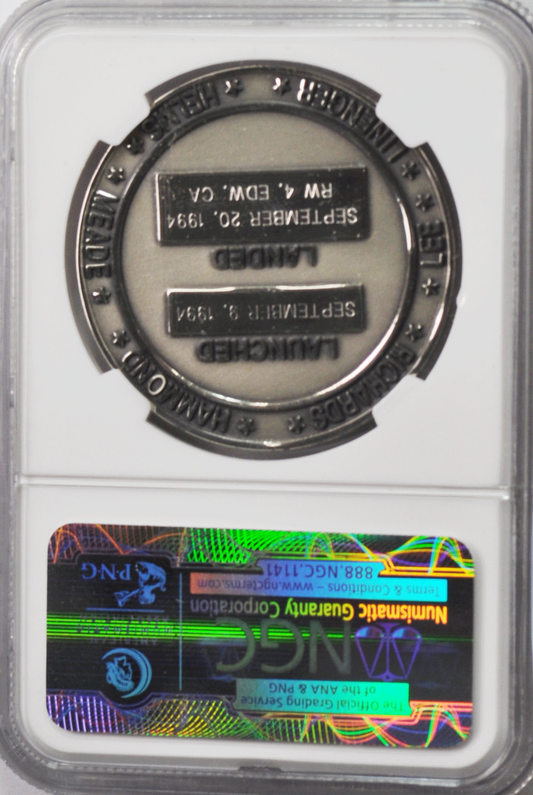 The Official Grading Service
of the ANA & PNG
NGC
Numismatic Guaranty Corporation
Terms & Conditions – www.ngcterms.com
888.NGC.1141
PNG
RICHARDS
HAMMOND
MEADE
HELMS
LINENGER
LEE
LAUNCHED
SEPTEMBER 9, 1994
LANDED
SEPTEMBER 20, 1994
RW 4, EDW, CA